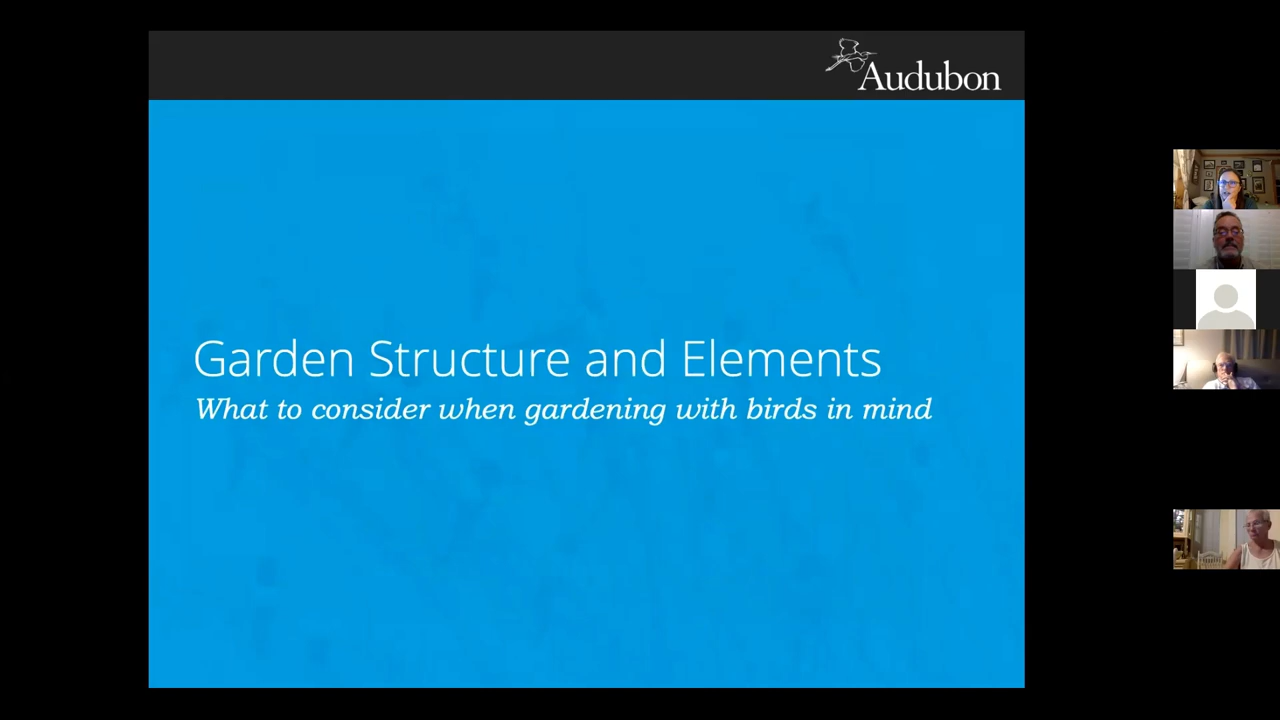 Audubon
Garden Structure and Elements
What to consider when gardening with birds in mind